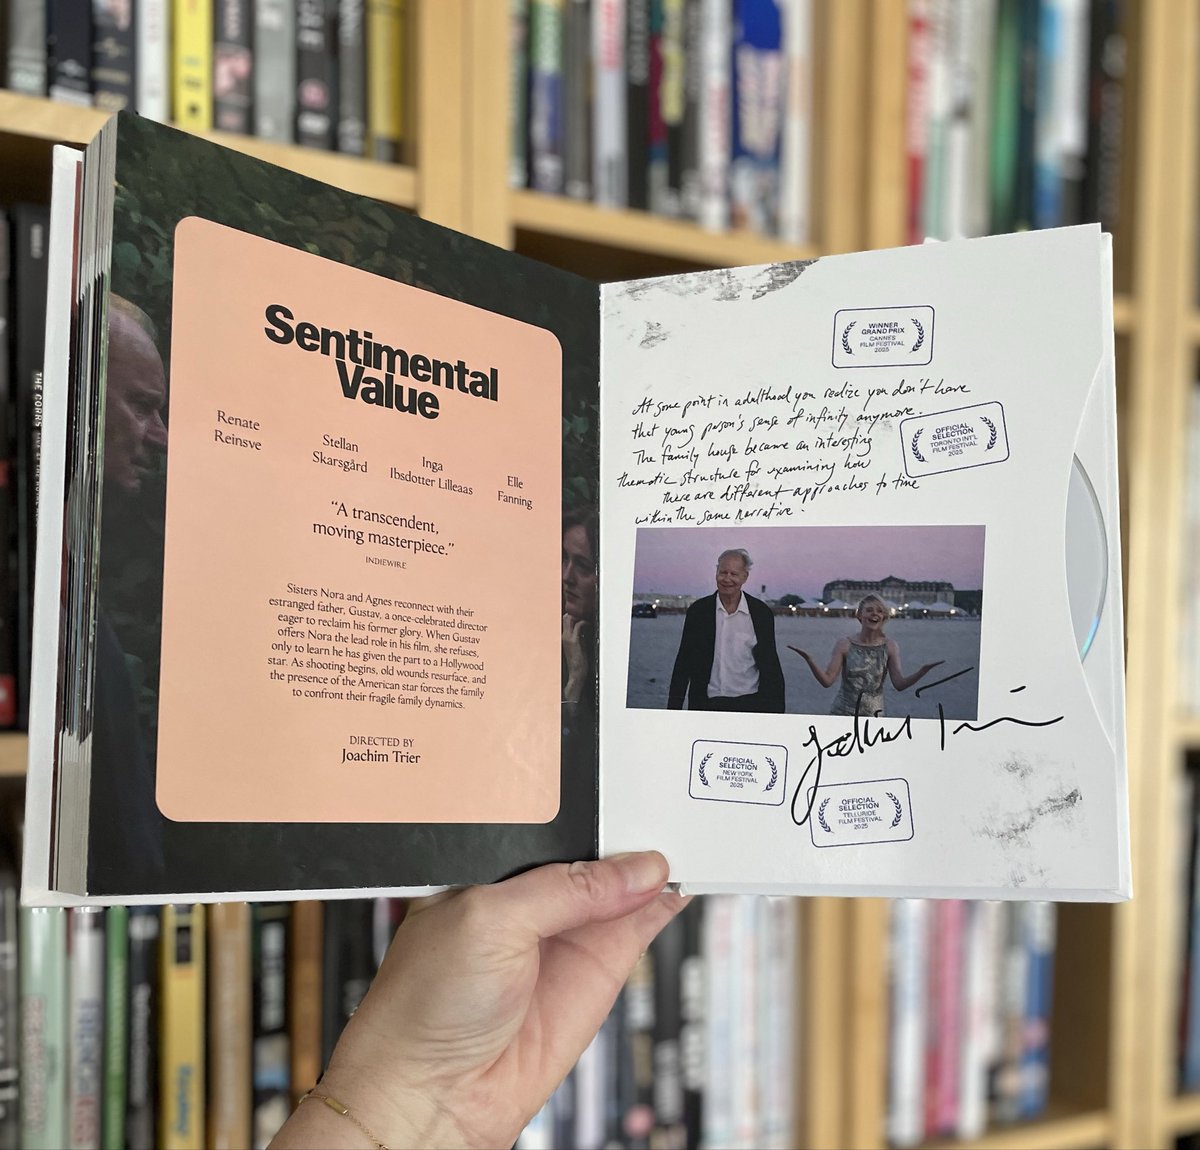 Sentimental
Value
Renate
Reinsve
Stellan
Skarsgård
Inga
Ibsdotter Lilleaas
Elle
Fanning
“A transcendent,
moving masterpiece.”
INDIEWIRE
Sisters Nora and Agnes reconnect with their
estranged father, Gustav, a once-celebrated director
eager to reclaim his former glory. When Gustav
offers Nora the lead role in his film, she refuses,
only to learn he has given the part to a Hollywood
star. As shooting begins, old wounds resurface, and
the presence of the American star forces the family
to confront their fragile family dynamics.
DIRECTED BY
Joachim Trier
WINNER
GRAND PRIX
CANNES
FILM FESTIVAL
2025
At some point in adulthood you realize you don't have
that young person's sense of infinity anymore.
The family house became an interesting
thematic structure for examining how
there are different approaches to time
within the same narrative.
OFFICIAL
SELECTION
TORONTO INT'L
FILM FESTIVAL
2025
Joachim Trier
OFFICIAL
SELECTION
NEW YORK
FILM FESTIVAL
2025
OFFICIAL
SELECTION
TELLURIDE
FILM FESTIVAL
2025
THE CORRS